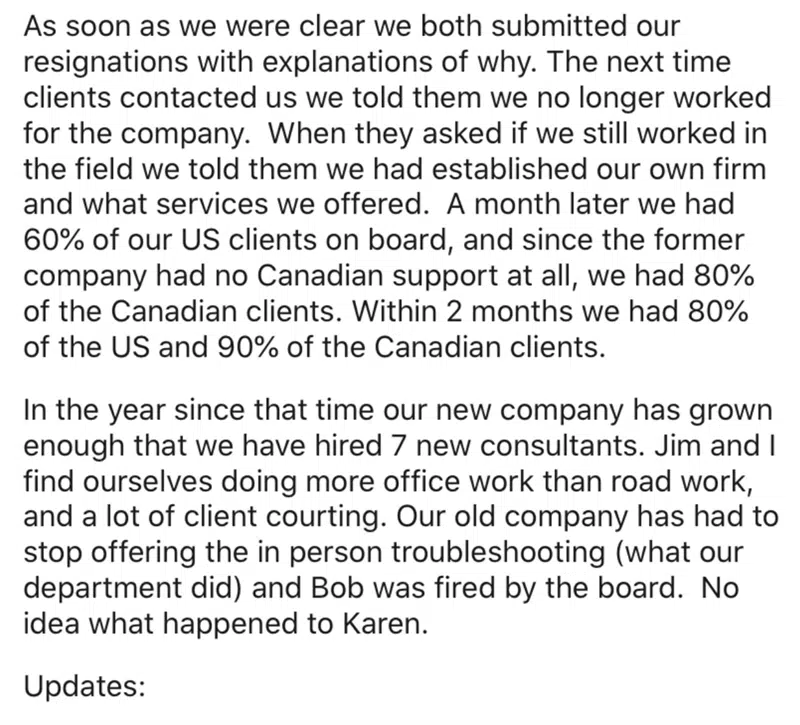 As soon as we were clear we both submitted our
resignations with explanations of why. The next time
clients contacted us we told them we no longer worked
for the company.  When they asked if we still worked in
the field we told them we had established our own firm
and what services we offered.  A month later we had
60% of our US clients on board, and since the former
company had no Canadian support at all, we had 80%
of the Canadian clients. Within 2 months we had 80%
of the US and 90% of the Canadian clients.
In the year since that time our new company has grown
enough that we have hired 7 new consultants. Jim and I
find ourselves doing more office work than road work,
and a lot of client courting. Our old company has had to
stop offering the in person troubleshooting (what our
department did) and Bob was fired by the board.  No
idea what happened to Karen.
Updates: